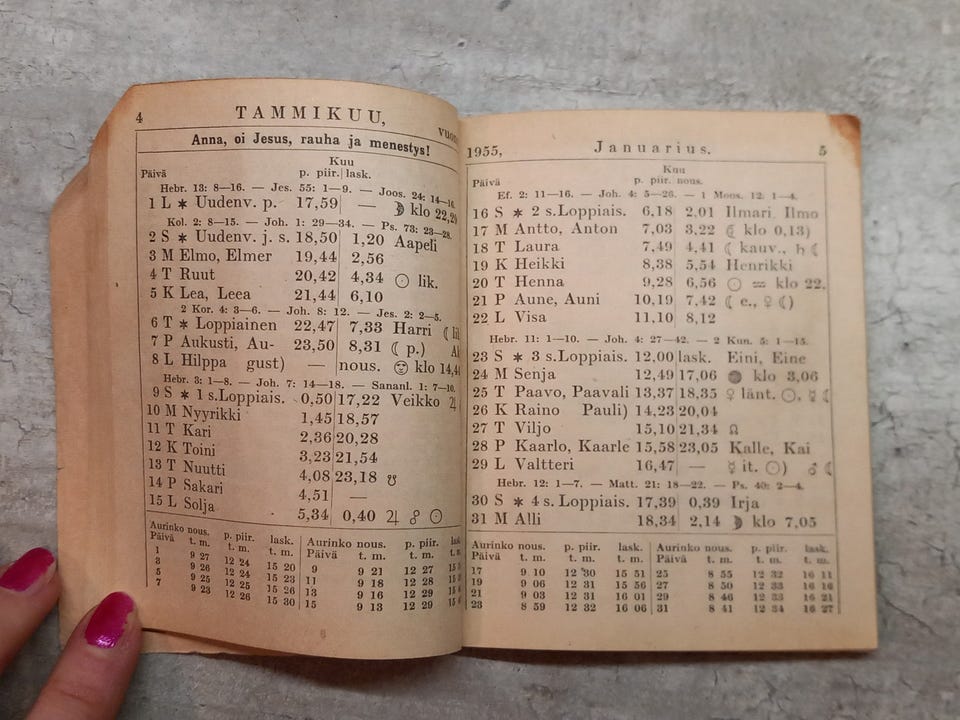 4 TAMMIKUU,
Anna, oi Jesus, rauha ja menestys!
Kuu
Päivä p. piir. lask.
Hebr. 13: 8—16. — Jes. 55: 1—9. — Joos. 24: 14—16.
1 L ✶ Uudenv. p. 17,59 — ☽ klo 22,29
Kol. 2: 8—15. — Joh. 1: 29—34. — Ps. 73: 23—28.
2 S ✶ Uudenv. j. s. 18,50 1,20 Aapeli
3 M Elmo, Elmer 19,44 2,56
4 T Ruut 20,42 4,34 ☉ lik.
5 K Lea, Leea 21,44 6,10
2 Kor. 4: 3—6. — Joh. 8: 12. — Jes. 2: 2—5.
6 T ✶ Loppiainen 22,47 7,33 Harri ☾
7 P Aukusti, Au- 23,50 8,31 ☾ p.)
8 L Hilppa gust) — nous. klo 14,44
Hebr. 3: 1—8. — Joh. 7: 14—18. — Sananl. 1: 7—10.
9 S ✶ 1 s.Loppiais. 0,50 17,22 Veikko ♃
10 M Nyyrikki 1,45 18,57
11 T Kari 2,36 20,28
12 K Toini 3,23 21,54
13 T Nuutti 4,08 23,18 ☋
14 P Sakari 4,51 —
15 L Solja 5,34 0,40 ♃ ☍ ☉
Aurinko nous. p. piir. lask. Aurinko nous. p. piir. lask.
Päivä t. m. t. m. t. m. Päivä t. m. t. m.
1 9 27 12 24 15 20 9 9 21 12 27
3 9 26 12 24 15 23 11 9 18 12 28
5 9 25 12 25 15 26 13 9 16 12 29
7 9 23 12 26 15 30 15 9 13 12 29
1955, Januarius. 5
Kuu
Päivä p. piir. nous.
Ef. 2: 11—16. — Joh. 4: 5—26. — 1 Moos. 12: 1—4.
16 S ✶ 2 s.Loppiais. 6,18 2,01 Ilmari Ilmo
17 M Antto, Anton 7,03 3,22 klo 0,13)
18 T Laura 7,49 4,41 ☾ kauv., ♄ ☾
19 K Heikki 8,38 5,54 Henrikki
20 T Henna 9,28 6,56 ☉ ♒ klo 22.
21 P Aune, Auni 10,19 7,42 ☾ e., ♀ ☾)
22 L Visa 11,10 8,12
Hebr. 11: 1—10. — Joh. 4: 27—42. — 2 Kun. 5: 1—15.
23 S ✶ 3 s.Loppiais. 12,00 lask. Eini, Eine
24 M Senja 12,49 17,06 ● klo 3,06
25 T Paavo, Paavali 13,37 18,35 ♀ länt. ☉, ☿ ☾
26 K Raino Pauli) 14,23 20,04
27 T Viljo 15,10 21,34 ☊
28 P Kaarlo, Kaarle 15,58 23,05 Kalle, Kai
29 L Valtteri 16,47 — ☿ it. ☉) ♂ ☾
Hebr. 12: 1—7. — Matt. 21: 18—22. — Ps. 40: 2—4.
30 S ✶ 4 s. Loppiais. 17,39 0,39 Irja
31 M Alli 18,34 2,14 ☽ klo 7,05
Aurinko nous. p. piir. lask. Aurinko nous. p. piir. lask.
Päivä t. m. t. m. t. m. Päivä t. m. t. m. t. m.
17 9 10 12 30 15 51 25 8 55 12 32 16 11
19 9 06 12 31 15 56 27 8 50 12 33 16 16
21 9 03 12 31 16 01 29 8 46 12 33 16 21
23 8 59 12 32 16 06 31 8 41 12 34 16 27